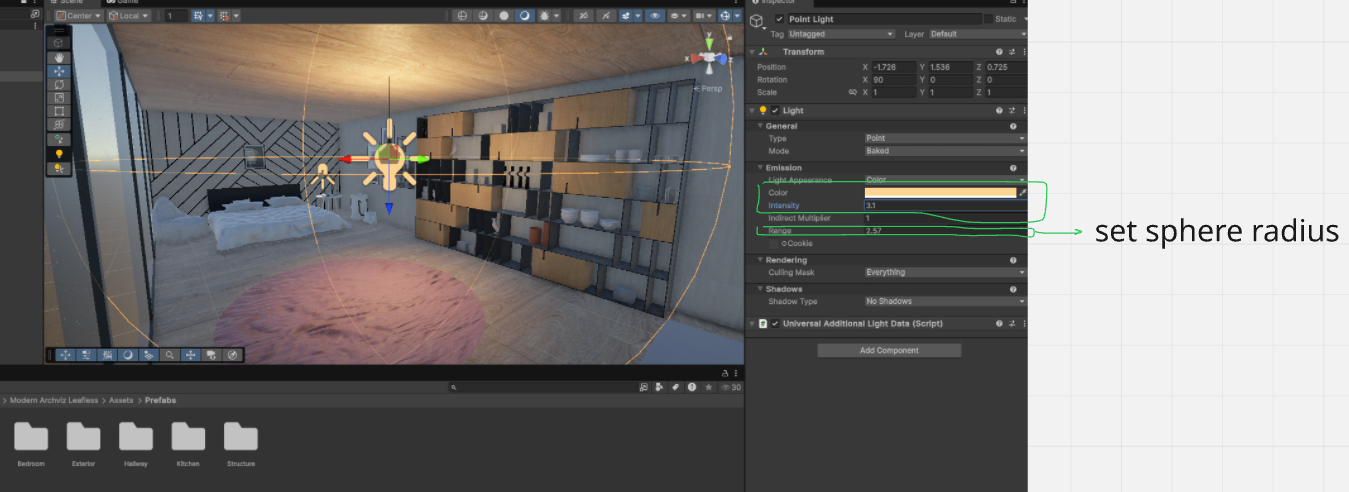 Scene
Game
Inspector
Center
Local
1
Point Light
Static
Tag Untagged
Layer Default
Transform
Position X -1.726 Y 1.536 Z 0.725
Rotation X 90 Y 0 Z 0
Scale X 1 Y 1 Z 1
y
x
z
Persp
Light
General
Type Point
Mode Baked
Emission
Light Appearance Color
Color
Intensity 3.1
Indirect Multiplier 1
Range 2.57
Cookie
set sphere radius
Rendering
Culling Mask Everything
Shadows
Shadow Type No Shadows
Universal Additional Light Data (Script)
Add Component
30
> Modern Archviz Leafless > Assets > Prefabs
Bedroom
Exterior
Hallway
Kitchen
Structure